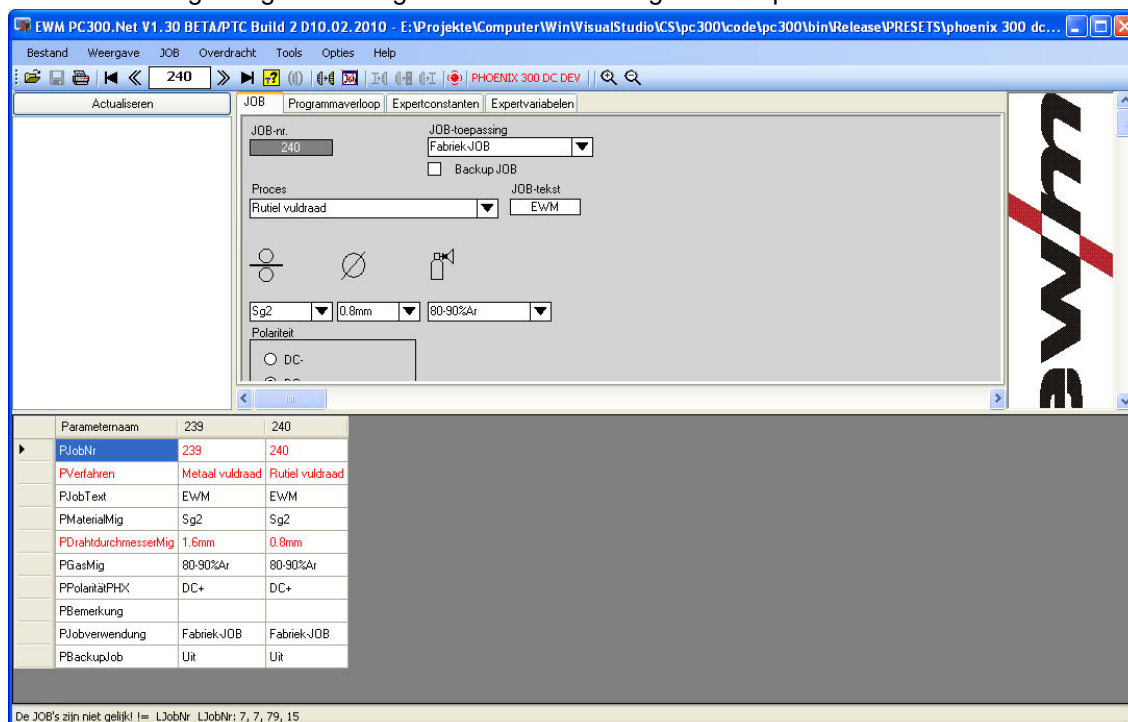 EWM PC300.Net V1.30 BETA/PTC Build 2 D10.02.2010 - E:\Projekte\Computer\Win\VisualStudio\CS\pc300\code\pc300\bin\Release\PRESETS\phoenix 300 dc...
Bestand Weergave JOB Overdracht Tools Opties Help
240 PHOENIX 300 DC DEV
Actualiseren JOB Programmaverloop Expertconstanten Expertvariabelen
JOB-nr. JOB-toepassing
240 Fabriek-JOB
Backup JOB
Proces JOB-tekst
Rutiel vuldraad EWM
Sg2 0.8mm 80-90%Ar
Polariteit
DC-
ewm
Parameternaam 239 240
PJobNr 239 240
PVerfahren Metaal vuldraad Rutiel vuldraad
PJobText EWM EWM
PMaterialMig Sg2 Sg2
PDrahtdurchmesserMig 1.6mm 0.8mm
PGasMig 80-90%Ar 80-90%Ar
PPolaritätPHX DC+ DC+
PBemerkung
PJobverwendung Fabriek-JOB Fabriek-JOB
PBackupJob Uit Uit
De JOB's zijn niet gelijk! != LJobNr LJobNr: 7, 7, 79, 15